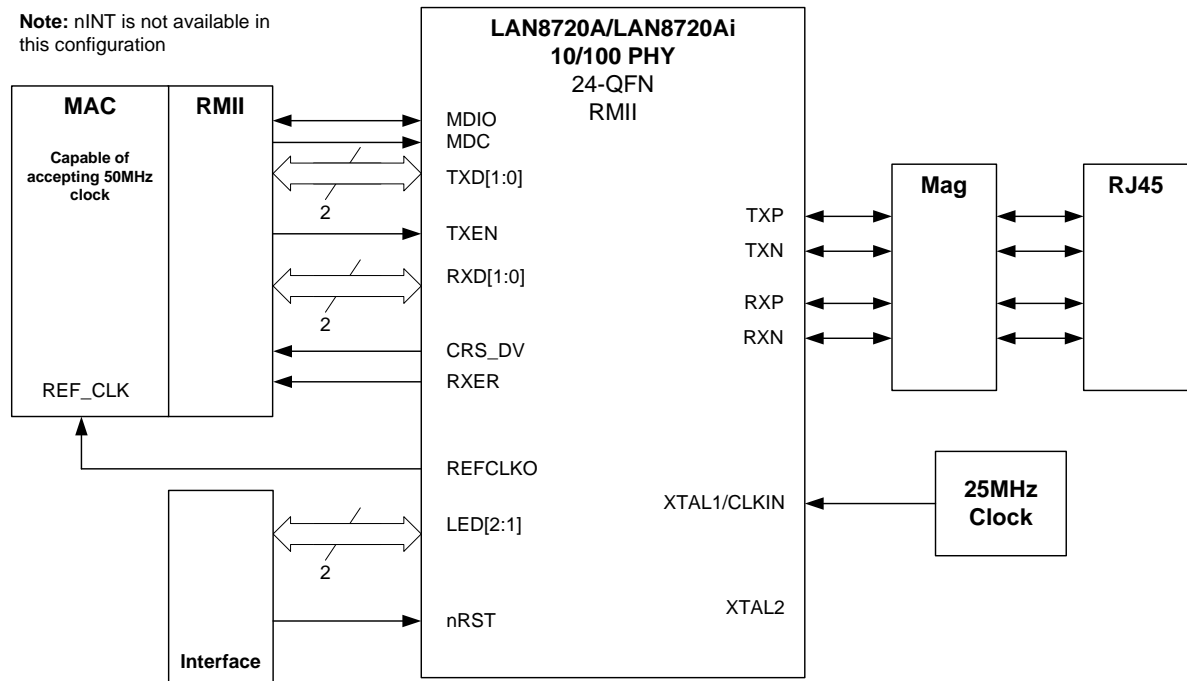 Note: nINT is not available in
this configuration
LAN8720A/LAN8720Ai
10/100 PHY
24-QFN
RMII
MAC
RMII
Capable of
accepting 50MHz
clock
REF_CLK
MDIO
MDC
TXD[1:0]
2
TXEN
RXD[1:0]
2
CRS_DV
RXER
REFCLKO
LED[2:1]
2
nRST
Interface
TXP
TXN
RXP
RXN
Mag
RJ45
XTAL1/CLKIN
25MHz
Clock
XTAL2